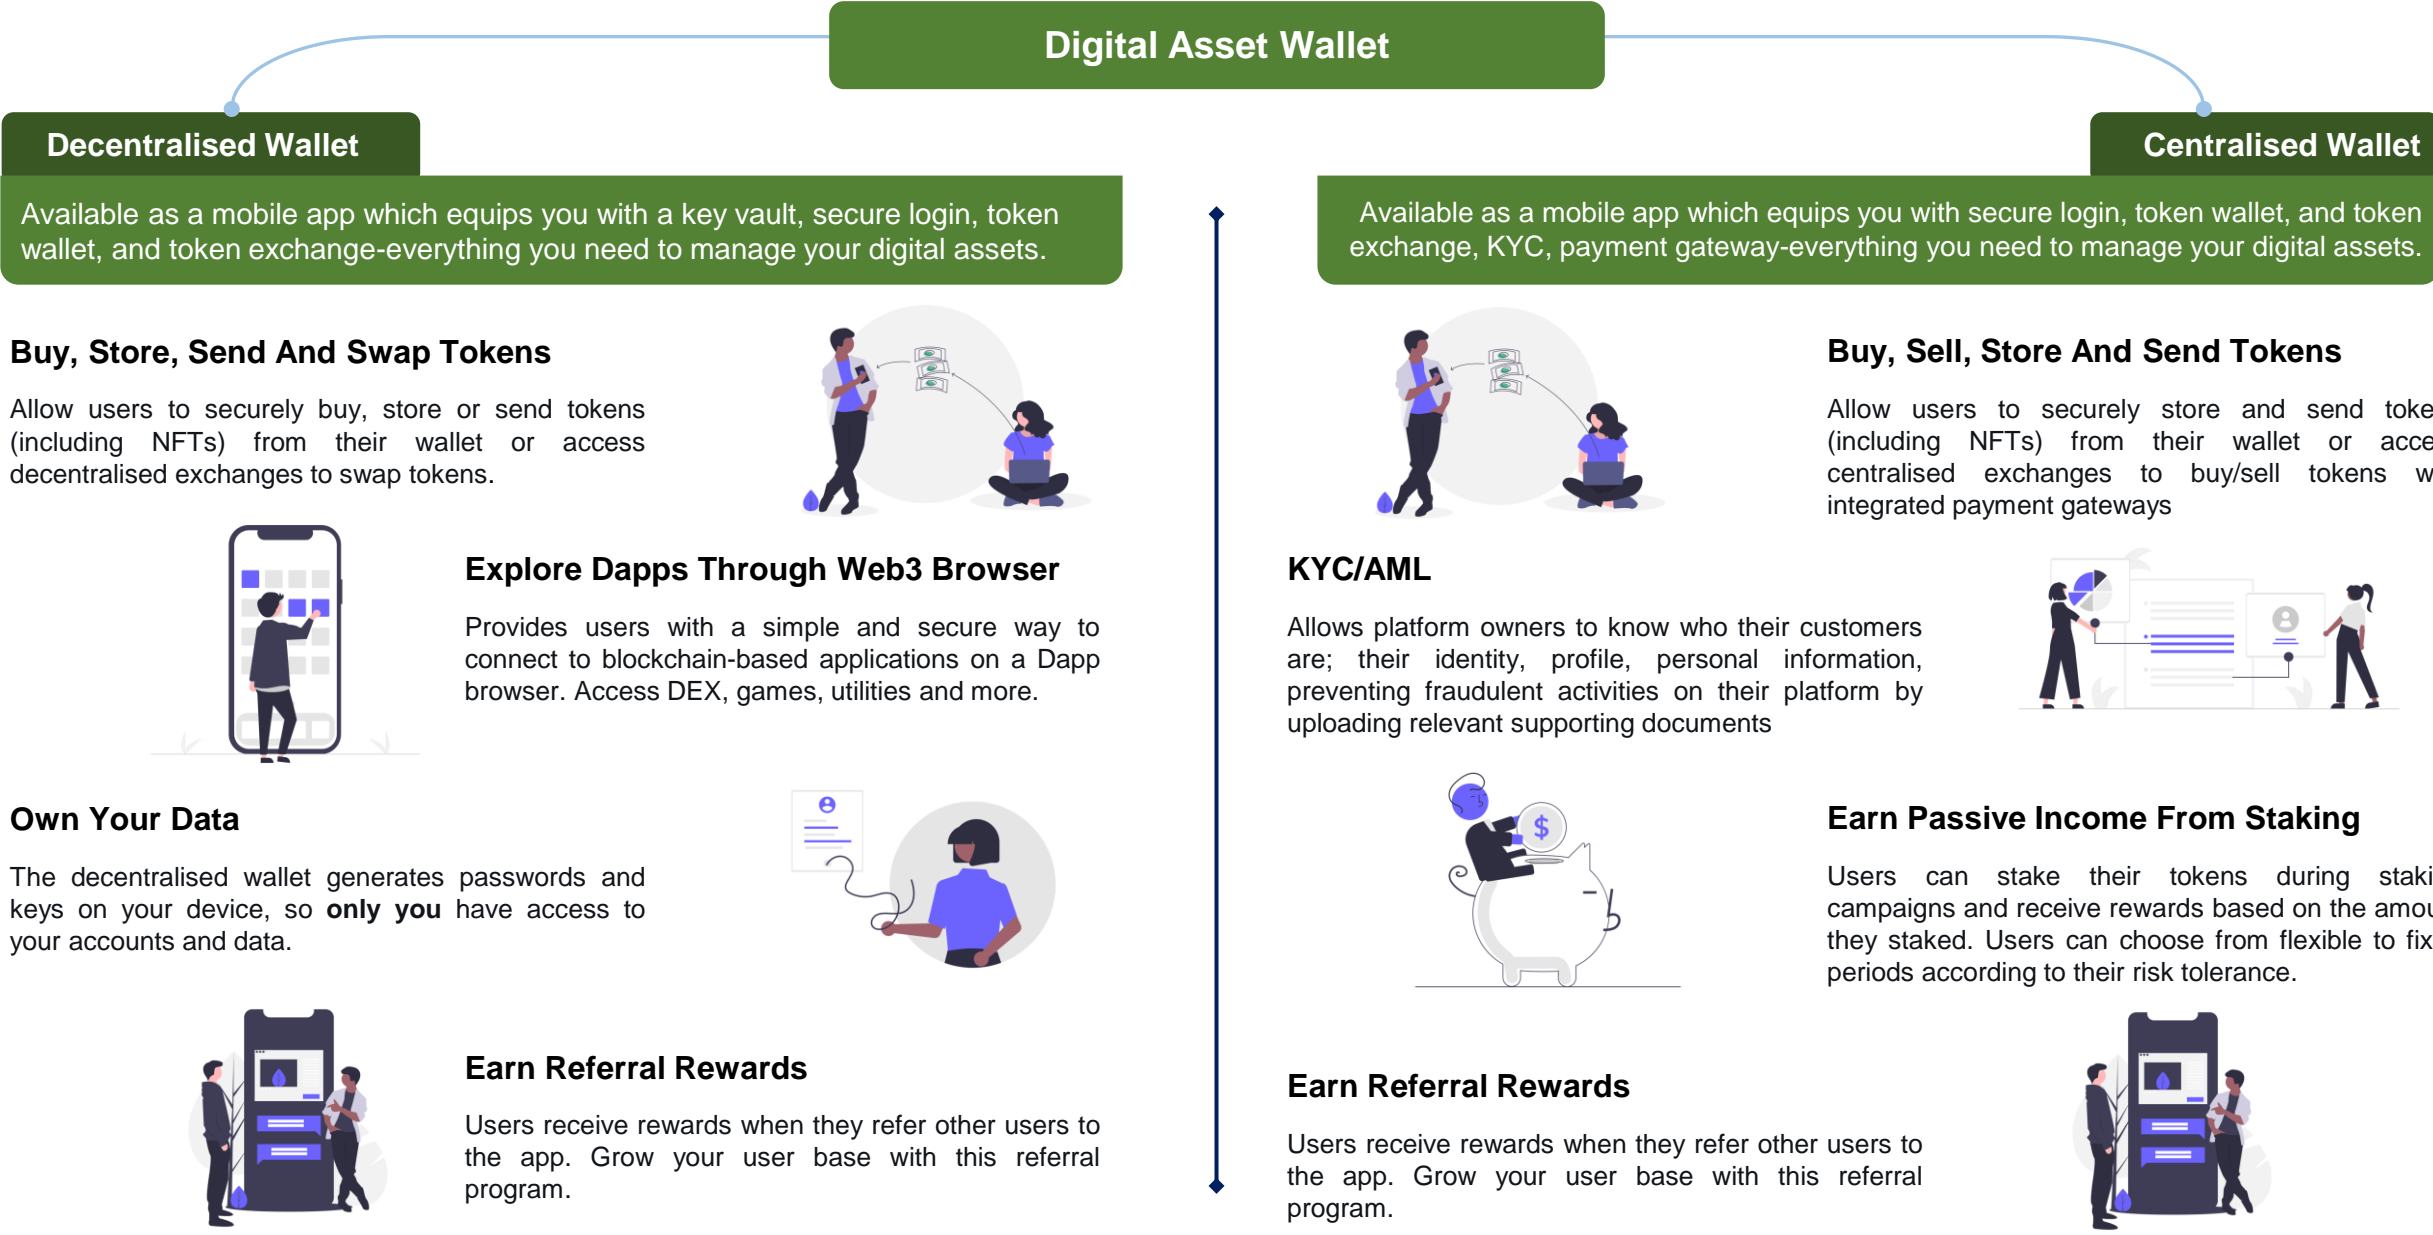 Digital Asset Wallet
Decentralised Wallet
Available as a mobile app which equips you with a key vault, secure login, token
wallet, and token exchange-everything you need to manage your digital assets.
Buy, Store, Send And Swap Tokens
Allow users to securely buy, store or send tokens
(including NFTs) from their wallet or access
decentralised exchanges to swap tokens.
Explore Dapps Through Web3 Browser
Provides users with a simple and secure way to
connect to blockchain-based applications on a Dapp
browser. Access DEX, games, utilities and more.
Own Your Data
The decentralised wallet generates passwords and
keys on your device, so only you have access to
your accounts and data.
Earn Referral Rewards
Users receive rewards when they refer other users to
the app. Grow your user base with this referral
program.
Centralised Wallet
Available as a mobile app which equips you with secure login, token wallet, and token
exchange, KYC, payment gateway-everything you need to manage your digital assets.
Buy, Sell, Store And Send Tokens
Allow users to securely store and send
(including NFTs) from their wallet or
centralised exchanges to buy/sell tokens
integrated payment gateways
KYC/AML
Allows platform owners to know who their customers
are; their identity, profile, personal information,
preventing fraudulent activities on their platform by
uploading relevant supporting documents
$
Earn Passive Income From Staking
Users can stake their tokens during
campaigns and receive rewards based on the
they staked. Users can choose from flexible to
periods according to their risk tolerance.
Earn Referral Rewards
Users receive rewards when they refer other users to
the app. Grow your user base with this referral
program.